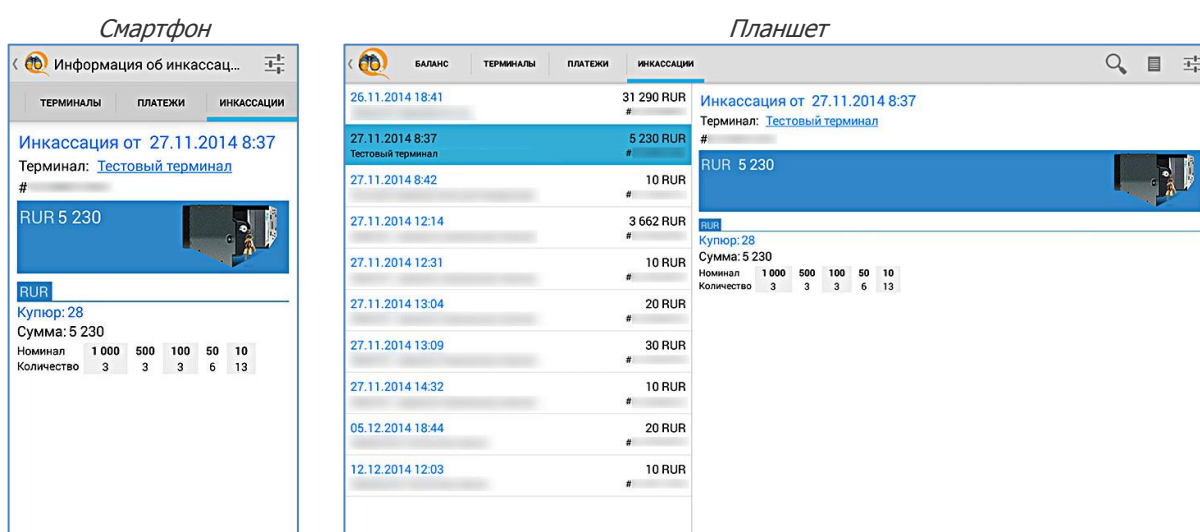 Смартфон
Информация об инкассац...
ТЕРМИНАЛЫ ПЛАТЕЖИ ИНКАССАЦИИ
Инкассация от 27.11.2014 8:37
Терминал: Тестовый терминал
#
RUR 5 230
RUR
Купюр: 28
Сумма: 5 230
Номинал 1 000 500 100 50 10
Количество 3 3 3 6 13
Планшет
БАЛАНС ТЕРМИНАЛЫ ПЛАТЕЖИ ИНКАССАЦИИ
26.11.2014 18:41 31 290 RUR
#
27.11.2014 8:37 5 230 RUR
Тестовый терминал #
27.11.2014 8:42 10 RUR
#
27.11.2014 12:14 3 662 RUR
#
27.11.2014 12:31 10 RUR
#
27.11.2014 13:04 20 RUR
#
27.11.2014 13:09 30 RUR
#
27.11.2014 14:32 10 RUR
#
05.12.2014 18:44 20 RUR
#
12.12.2014 12:03 10 RUR
#
Инкассация от 27.11.2014 8:37
Терминал: Тестовый терминал
#
RUR 5 230
RUR
Купюр: 28
Сумма: 5 230
Номинал 1 000 500 100 50 10
Количество 3 3 3 6 13